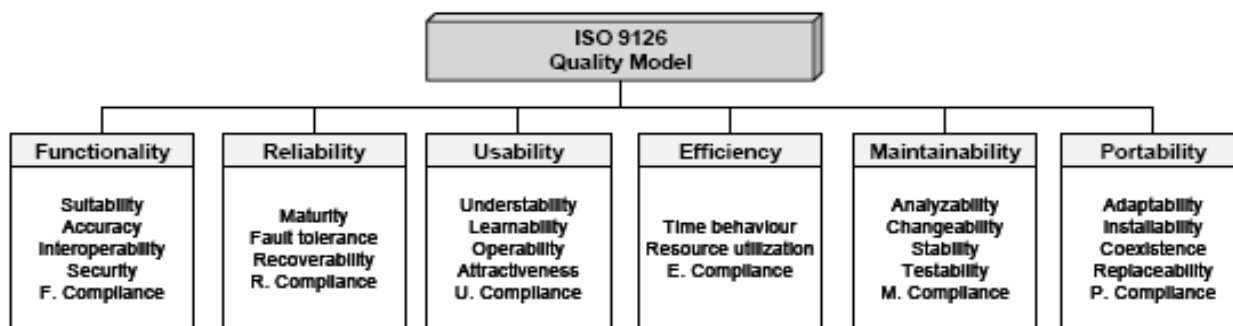 ISO 9126
Quality Model
Functionality
Suitability
Accuracy
Interoperability
Security
F. Compliance
Reliability
Maturity
Fault tolerance
Recoverability
R. Compliance
Usability
Understability
Learnability
Operability
Attractiveness
U. Compliance
Efficiency
Time behaviour
Resource utilization
E. Compliance
Maintainability
Analyzability
Changeability
Stability
Testability
M. Compliance
Portability
Adaptability
Installability
Coexistence
Replaceability
P. Compliance